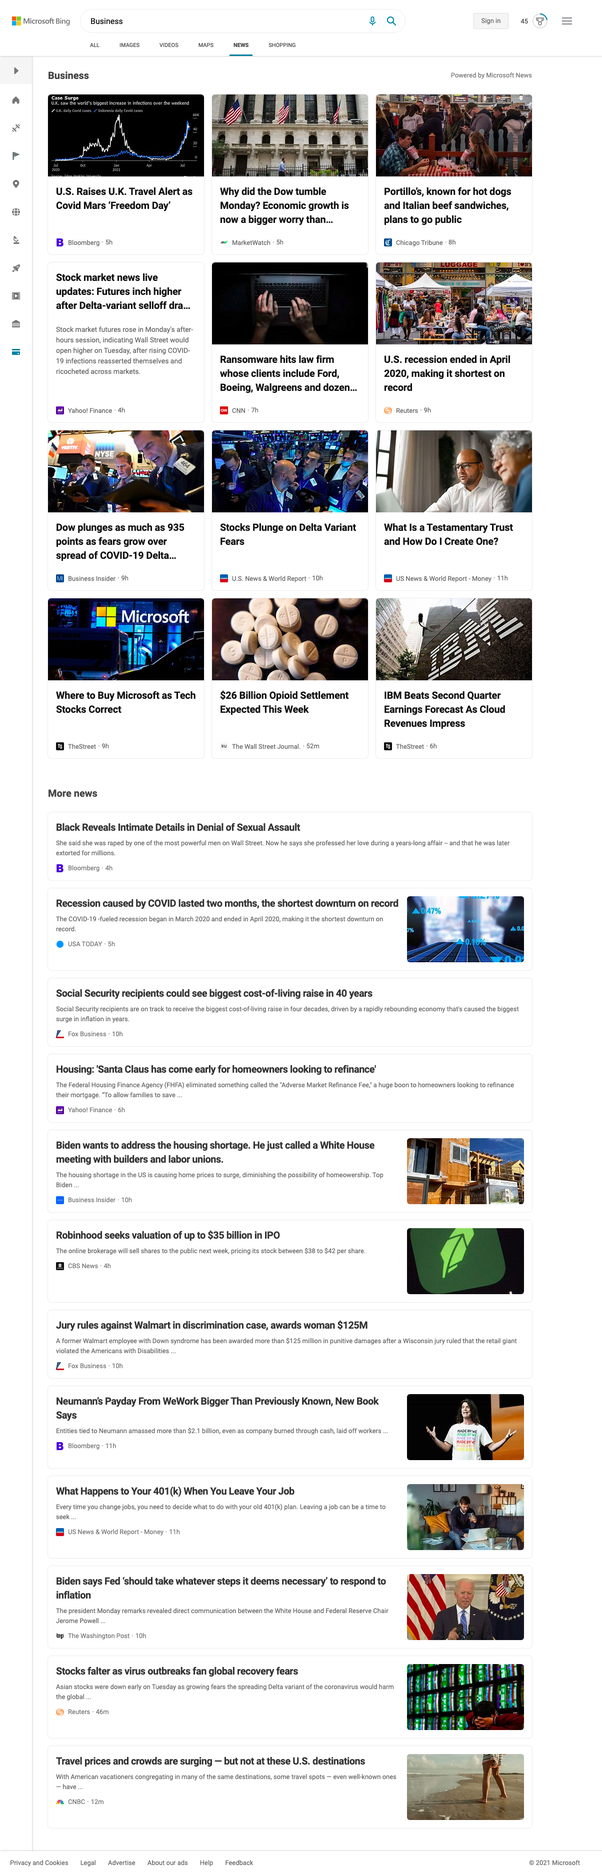 Microsoft Bing
Business
Sign in
45
ALL IMAGES VIDEOS MAPS NEWS SHOPPING
Business
Powered by Microsoft News
Case Surge
U.K. saw the world's biggest increase in infections over the weekend
U.S. Raises U.K. Travel Alert as
Covid Mars ‘Freedom Day’
Bloomberg · 5h
Why did the Dow tumble
Monday? Economic growth is
now a bigger worry than...
MarketWatch · 5h
Portillo's, known for hot dogs
and Italian beef sandwiches,
plans to go public
Chicago Tribune · 8h
Stock market news live
updates: Futures inch higher
after Delta-variant selloff dra...
Stock market futures rose in Monday's after-
hours session, indicating Wall Street would
open higher on Tuesday, after rising COVID-
19 infections reasserted themselves and
ricocheted across markets.
Yahoo! Finance · 4h
Ransomware hits law firm
whose clients include Ford,
Boeing, Walgreens and dozen...
CNN · 7h
LUGGAGE
U.S. recession ended in April
2020, making it shortest on
record
Reuters · 9h
NYSE
Dow plunges as much as 935
points as fears grow over
spread of COVID-19 Delta...
Business Insider · 9h
Stocks Plunge on Delta Variant
Fears
U.S. News & World Report · 10h
What Is a Testamentary Trust
and How Do I Create One?
US News & World Report - Money · 11h
Microsoft
Where to Buy Microsoft as Tech
Stocks Correct
TheStreet · 9h
$26 Billion Opioid Settlement
Expected This Week
The Wall Street Journal. · 52m
IBM
IBM Beats Second Quarter
Earnings Forecast As Cloud
Revenues Impress
TheStreet · 6h
More news
Black Reveals Intimate Details in Denial of Sexual Assault
She said she was raped by one of the most powerful men on Wall Street. Now he says she professed her love during a years-long affair – and that he was later
extorted for millions.
Bloomberg · 4h
Recession caused by COVID lasted two months, the shortest downturn on record
The COVID-19 -fueled recession began in March 2020 and ended in April 2020, making it the shortest downturn on
record.
USA TODAY · 5h
Social Security recipients could see biggest cost-of-living raise in 40 years
Social Security recipients are on track to receive the biggest cost-of-living raise in four decades, driven by a rapidly rebounding economy that's caused the biggest
surge in inflation in years.
Fox Business · 10h
Housing: 'Santa Claus has come early for homeowners looking to refinance'
The Federal Housing Finance Agency (FHFA) eliminated something called the "Adverse Market Refinance Fee," a huge boon to homeowners looking to refinance
their mortgage. "To allow families to save ...
Yahoo! Finance · 6h
Biden wants to address the housing shortage. He just called a White House
meeting with builders and labor unions.
The housing shortage in the US is causing home prices to surge, diminishing the possibility of homeownership. Top
Biden ...
Business Insider · 10h
Robinhood seeks valuation of up to $35 billion in IPO
The online brokerage will sell shares to the public next week, pricing its stock between $38 to $42 per share.
CBS News · 4h
Jury rules against Walmart in discrimination case, awards woman $125M
A former Walmart employee with Down syndrome has been awarded more than $125 million in punitive damages after a Wisconsin jury ruled that the retail giant
violated the Americans with Disabilities ...
Fox Business · 10h
Neumann's Payday From WeWork Bigger Than Previously Known, New Book
Says
Entities tied to Neumann amassed more than $2.1 billion, even as company burned through cash, laid off workers ...
Bloomberg · 11h
What Happens to Your 401(k) When You Leave Your Job
Every time you change jobs, you need to decide what to do with your old 401(k) plan. Leaving a job can be a time to
seek ...
US News & World Report - Money · 11h
Biden says Fed 'should take whatever steps it deems necessary' to respond to
inflation
The president Monday remarks revealed direct communication between the White House and Federal Reserve Chair
Jerome Powell ...
The Washington Post · 10h
Stocks falter as virus outbreaks fan global recovery fears
Asian stocks were down early on Tuesday as growing fears the spreading Delta variant of the coronavirus would harm
the global ...
Reuters · 46m
Travel prices and crowds are surging — but not at these U.S. destinations
With American vacationers congregating in many of the same destinations, some travel spots — even well-known ones
— have ...
CNBC · 12m
Privacy and Cookies Legal Advertise About our ads Help Feedback
© 2021 Microsoft